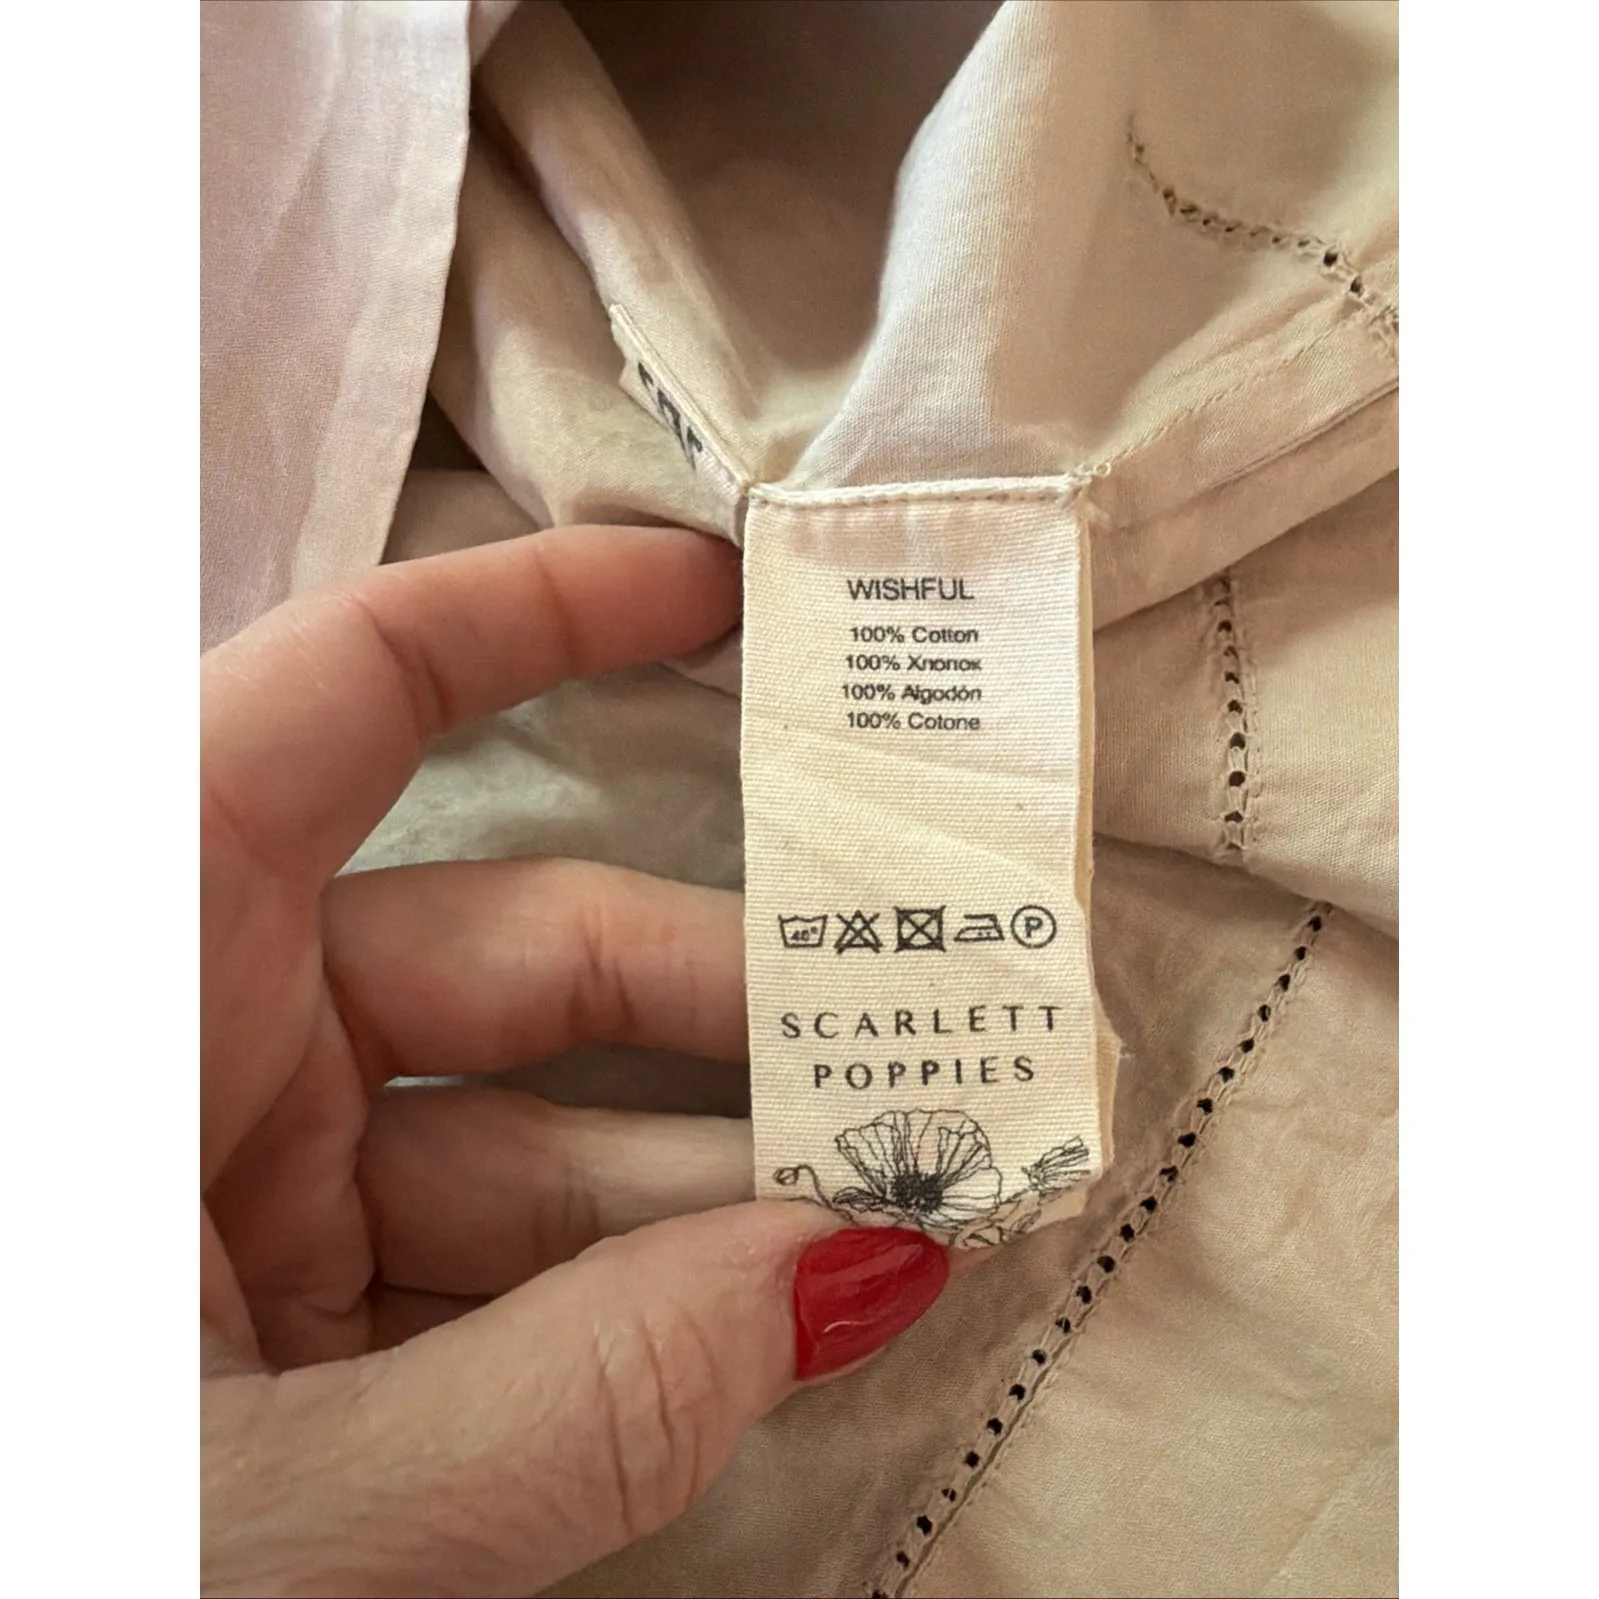 WISHFUL
100% Cotton
100% Хлопок
100% Algodón
100% Cotone
40°
P
SCARLETT
POPPIES